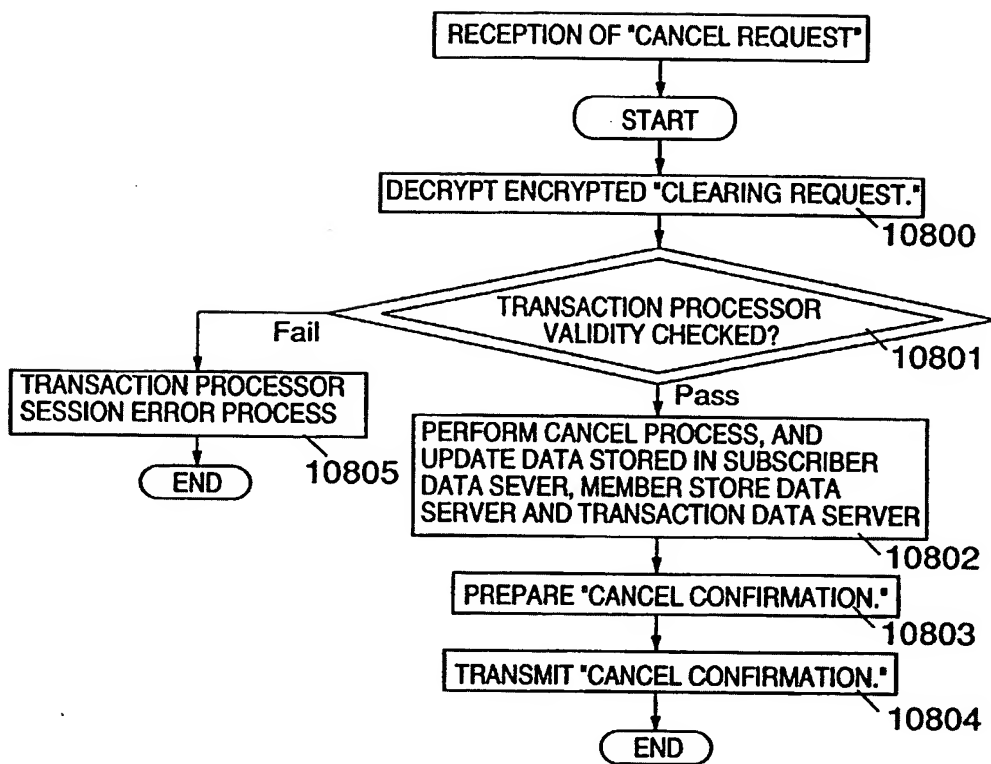 RECEPTION OF "CANCEL REQUEST"
START
DECRYPT ENCRYPTED "CLEARING REQUEST."
10800
TRANSACTION PROCESSOR
VALIDITY CHECKED?
10801
Fail
Pass
TRANSACTION PROCESSOR
SESSION ERROR PROCESS
10805
END
PERFORM CANCEL PROCESS, AND
UPDATE DATA STORED IN SUBSCRIBER
DATA SEVER, MEMBER STORE DATA
SERVER AND TRANSACTION DATA SERVER
10802
PREPARE "CANCEL CONFIRMATION."
10803
TRANSMIT "CANCEL CONFIRMATION."
10804
END